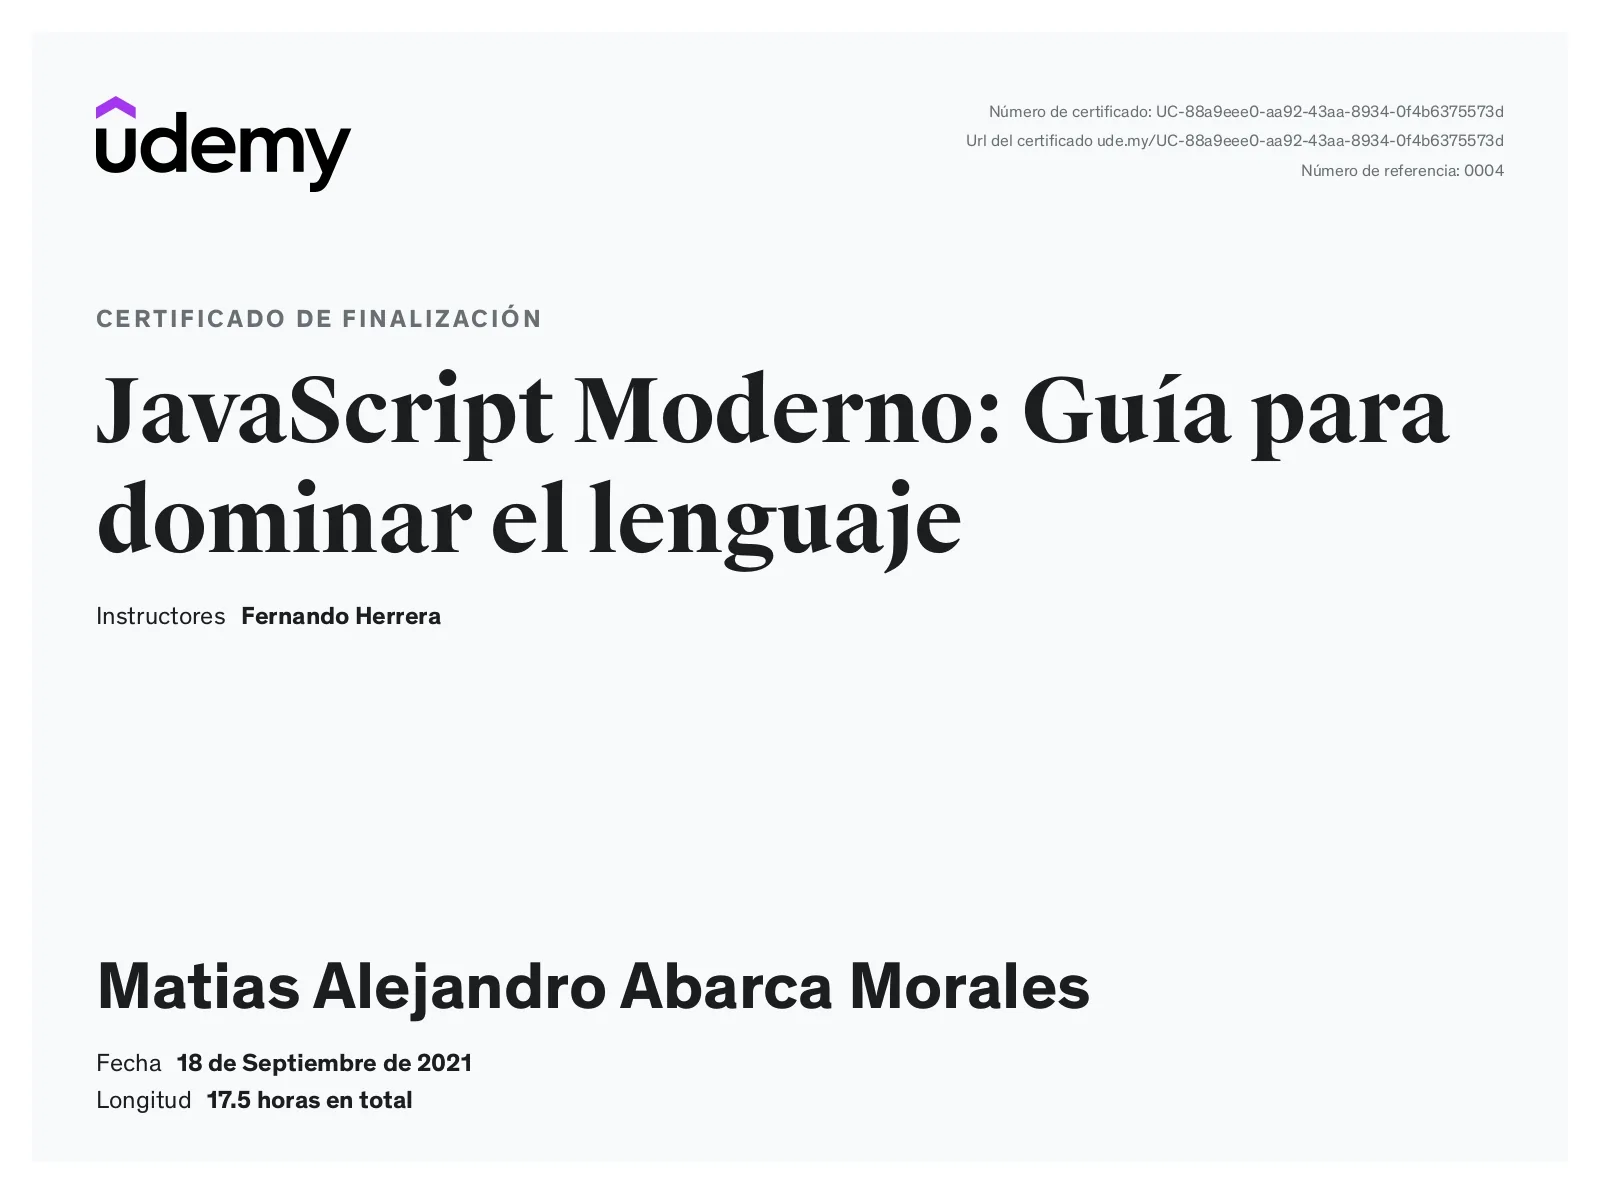 udemy
Número de certificado: UC-88a9eee0-aa92-43aa-8934-0f4b6375573d
Url del certificado ude.my/UC-88a9eee0-aa92-43aa-8934-0f4b6375573d
Número de referencia: 0004
CERTIFICADO DE FINALIZACIÓN
JavaScript Moderno: Guía para
dominar el lenguaje
Instructores Fernando Herrera
Matias Alejandro Abarca Morales
Fecha 18 de Septiembre de 2021
Longitud 17.5 horas en total